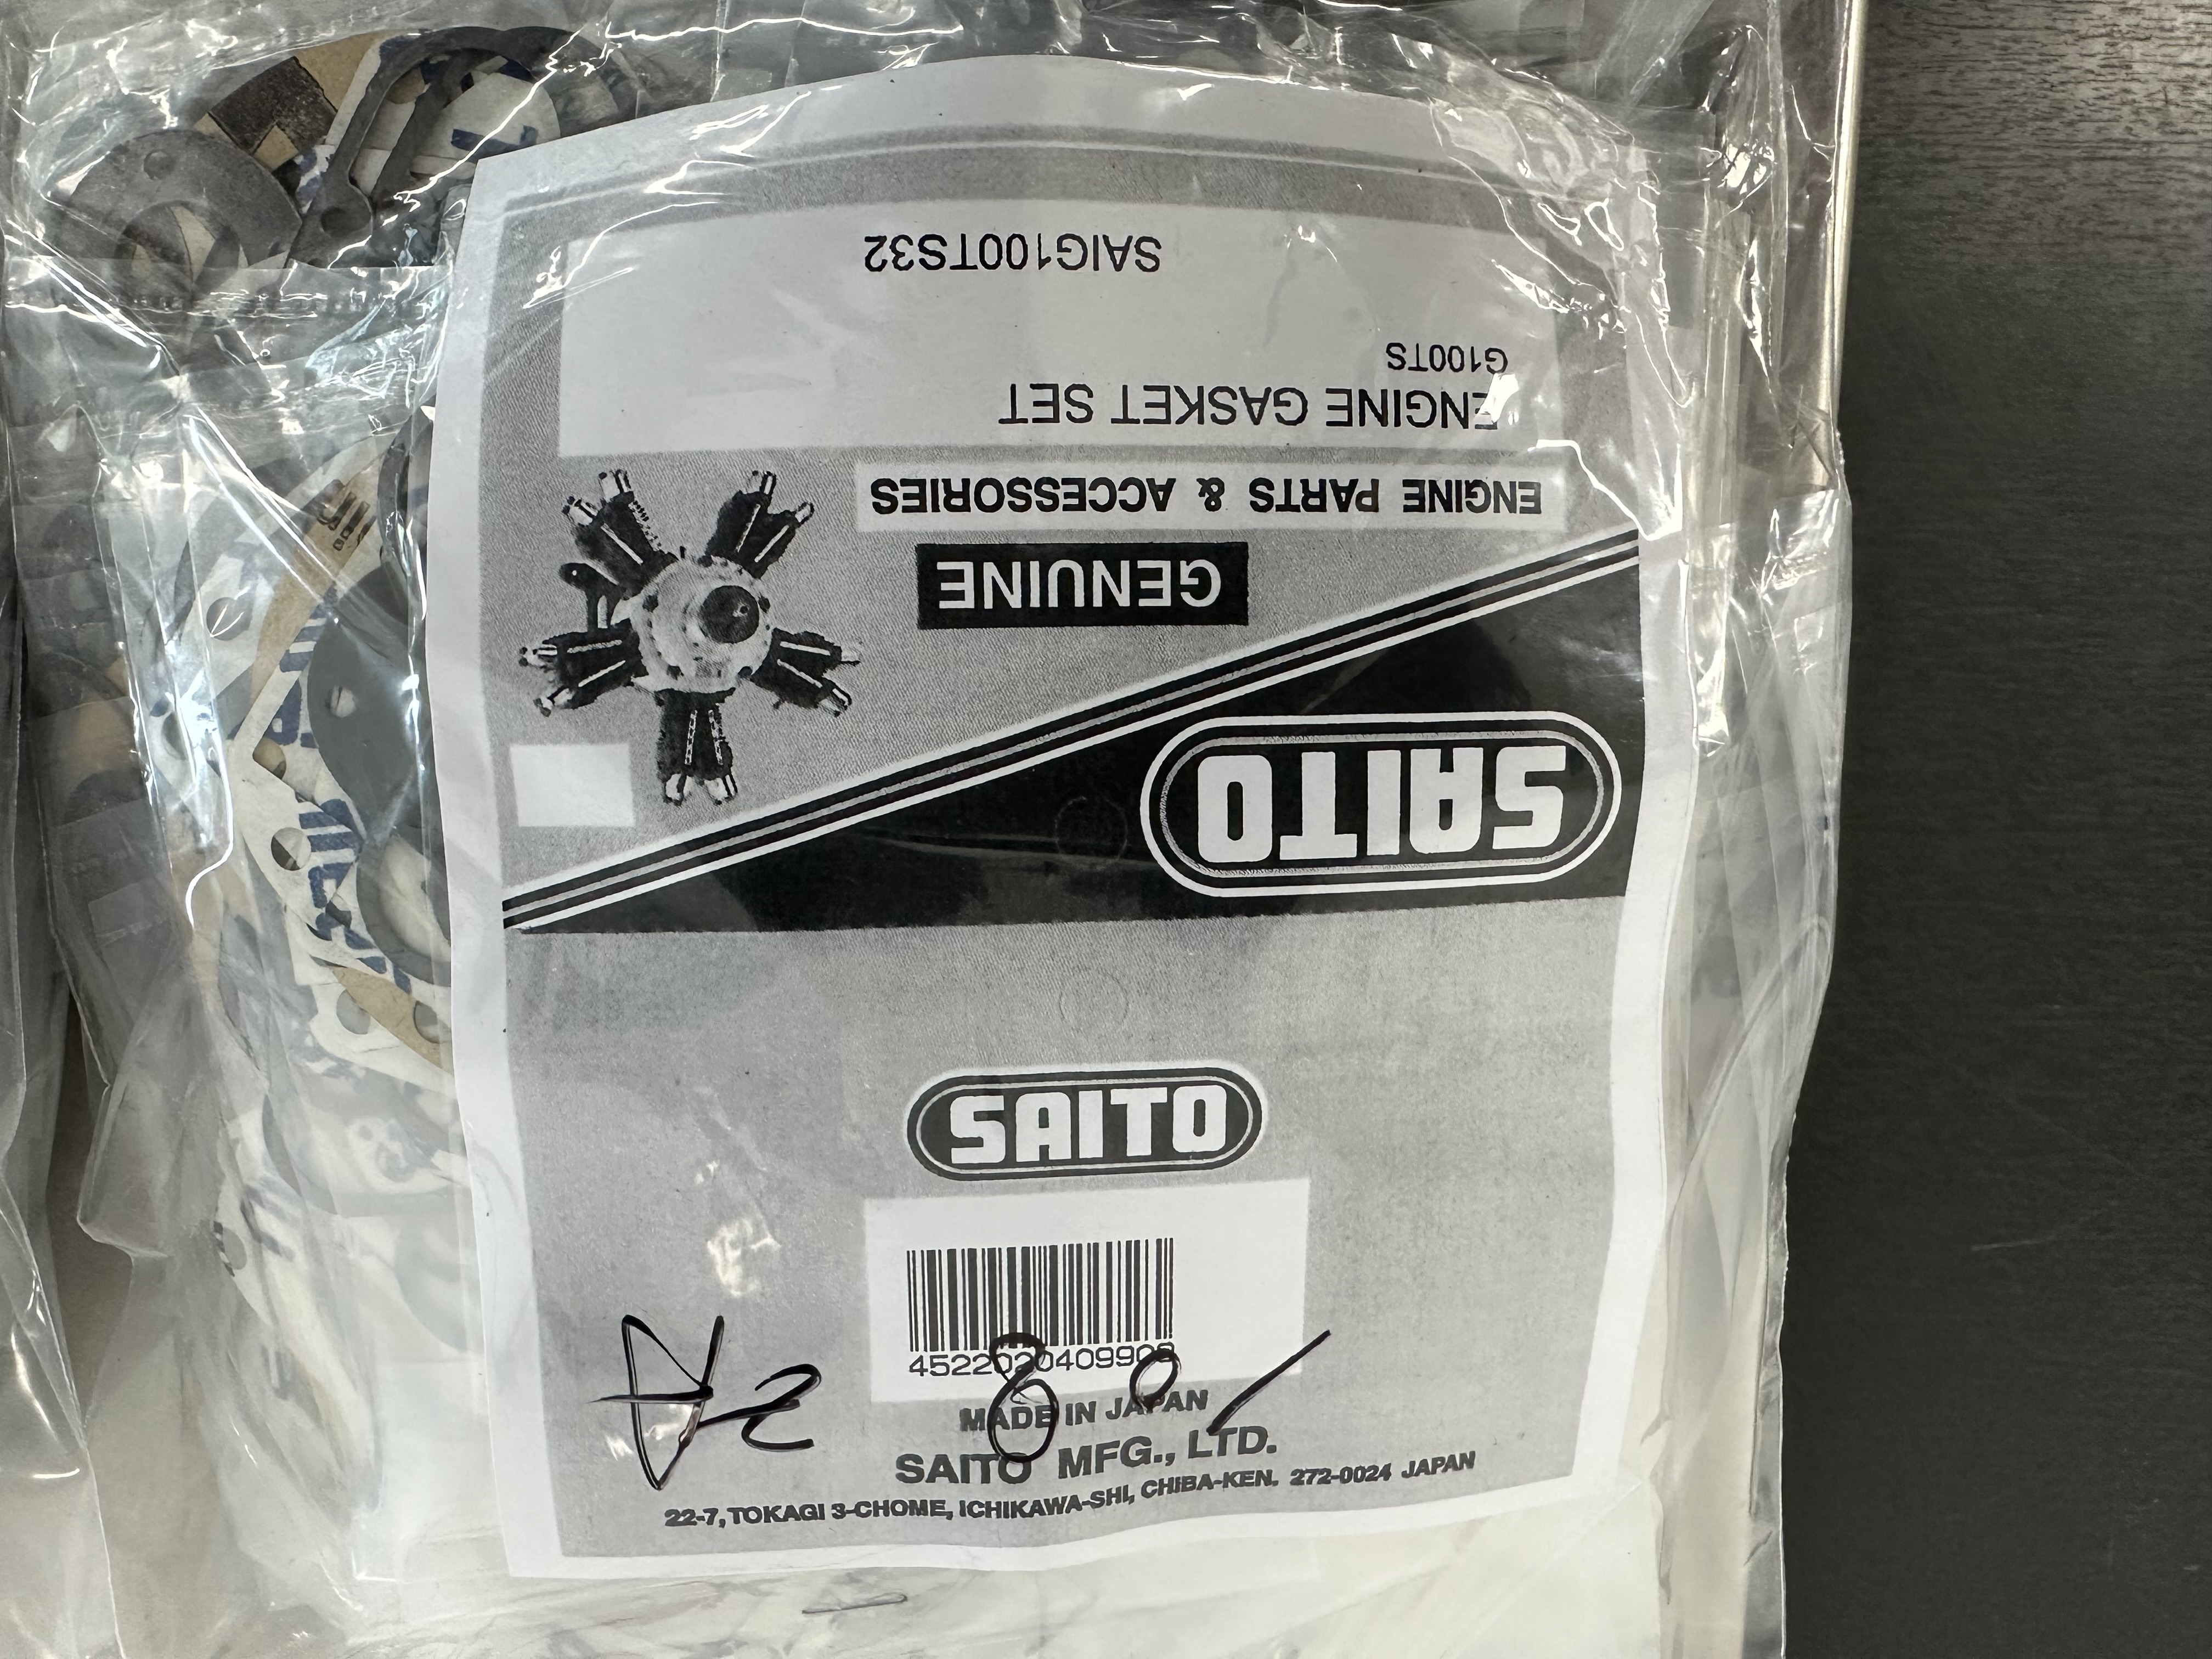 SAITO
GENUINE
ENGINE PARTS & ACCESSORIES
ENGINE GASKET SET
G100TS
SAIG100TS32
SAITO
MADE IN JAPAN
SAITO MFG., LTD.
22-7, TOKAGI 3-CHOME, ICHIKAWA-SHI, CHIBA-KEN. 272-0024 JAPAN